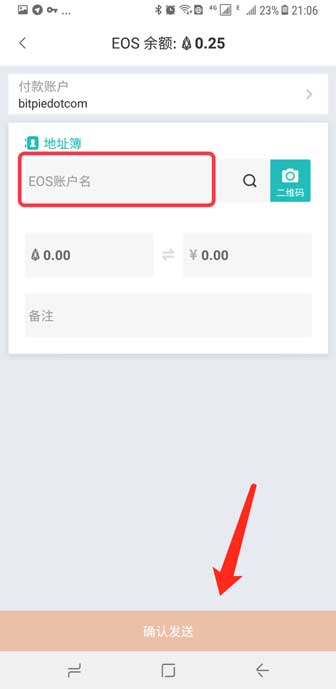 ... 4G E 23% 21:06
EOS 余额: 0.25
付款账户
bitpiedotcom
地址簿
EOS账户名
二维码
0.00
¥ 0.00
备注
确认发送